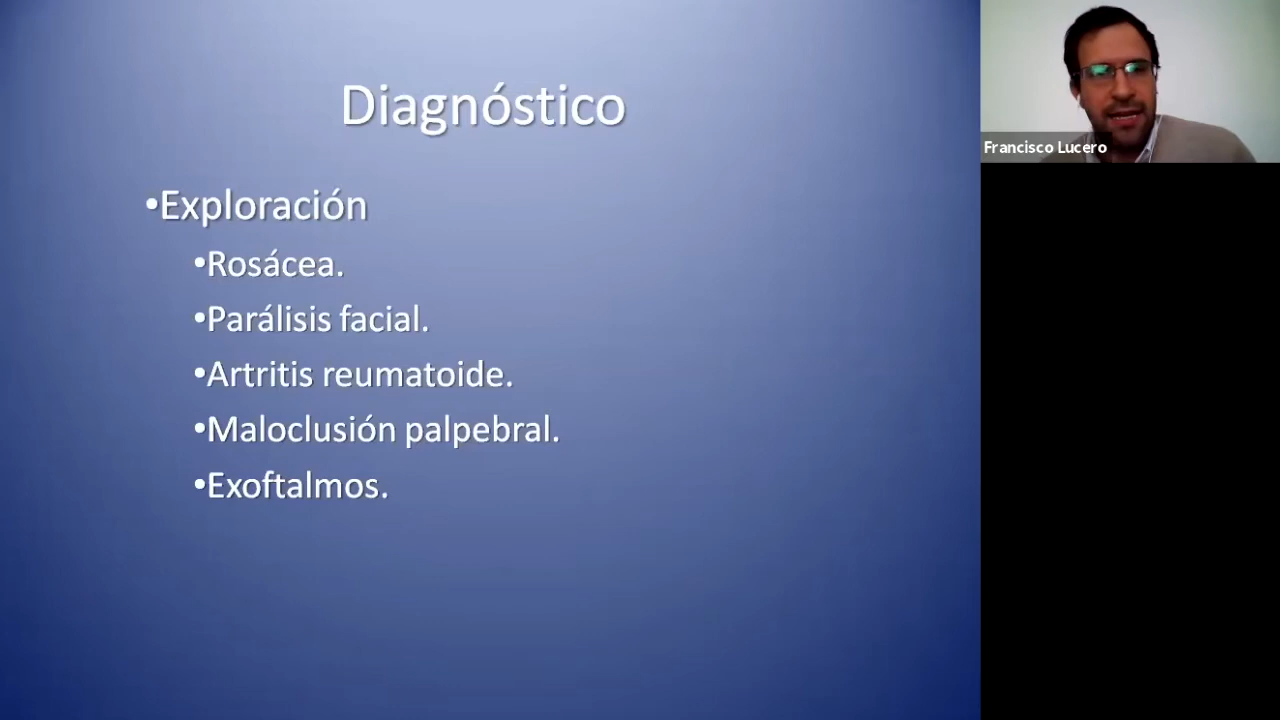 Diagnóstico
•Exploración
•Rosácea.
•Parálisis facial.
•Artritis reumatoide.
•Maloclusión palpebral.
•Exoftalmos.
Francisco Lucero